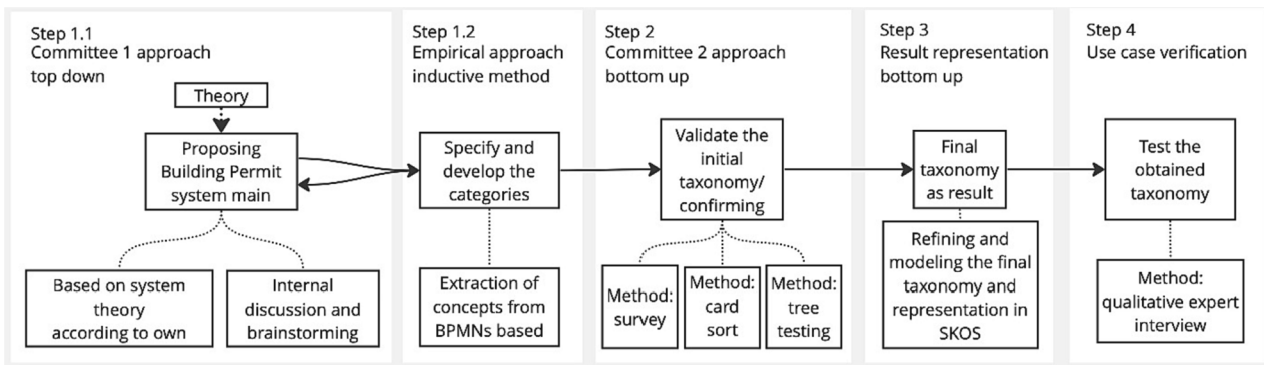 Step 1.1
Committee 1 approach
top down
Theory
Proposing
Building Permit
system main
Based on system
theory
according to own
Internal
discussion and
brainstorming
Step 1.2
Empirical approach
inductive method
Specify and
develop the
categories
Extraction of
concepts from
BPMNs based
Step 2
Committee 2 approach
bottom up
Validate the
initial
taxonomy/
confirming
Method:
survey
Method:
card
sort
Method:
tree
testing
Step 3
Result representation
bottom up
Final
taxonomy
as result
Refining and
modeling the final
taxonomy and
representation in
SKOS
Step 4
Use case verification
Test the
obtained
taxonomy
Method:
qualitative expert
interview